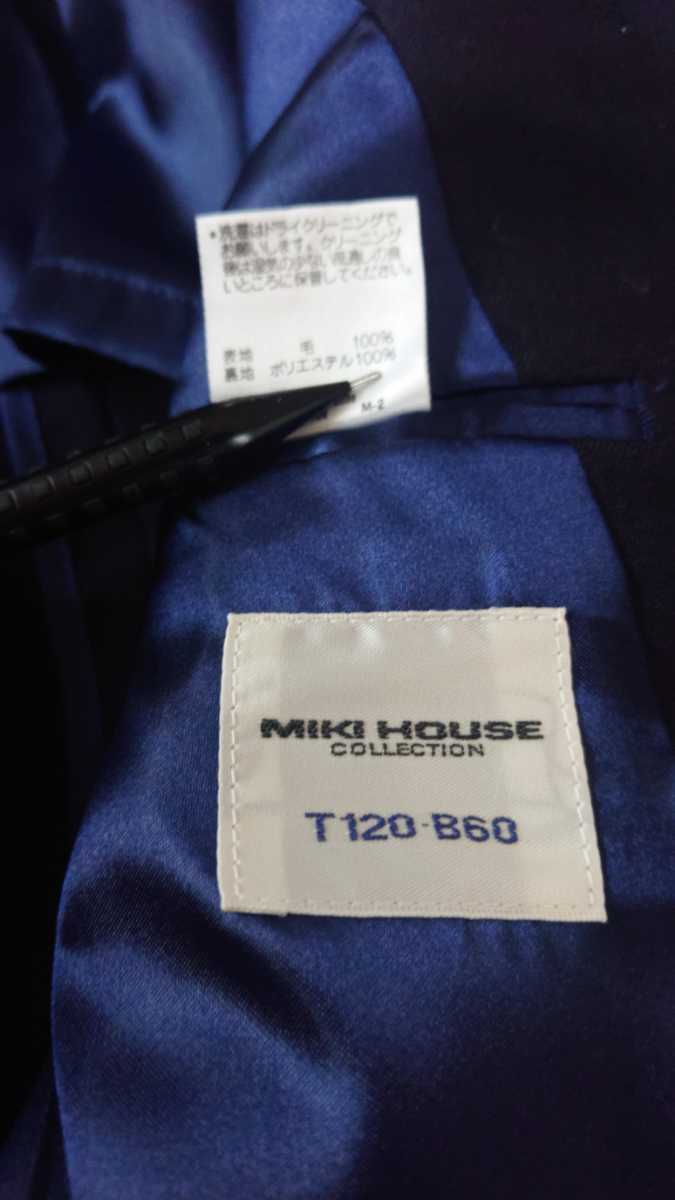 ・洗濯はドライクリーニングで
お願いします。クリーニング
後は湿気の少ない風通しの良
いところに保管してください。
表地 毛 100%
裏地 ポリエステル100%
M-2
MIKI HOUSE
COLLECTION
T120-B60